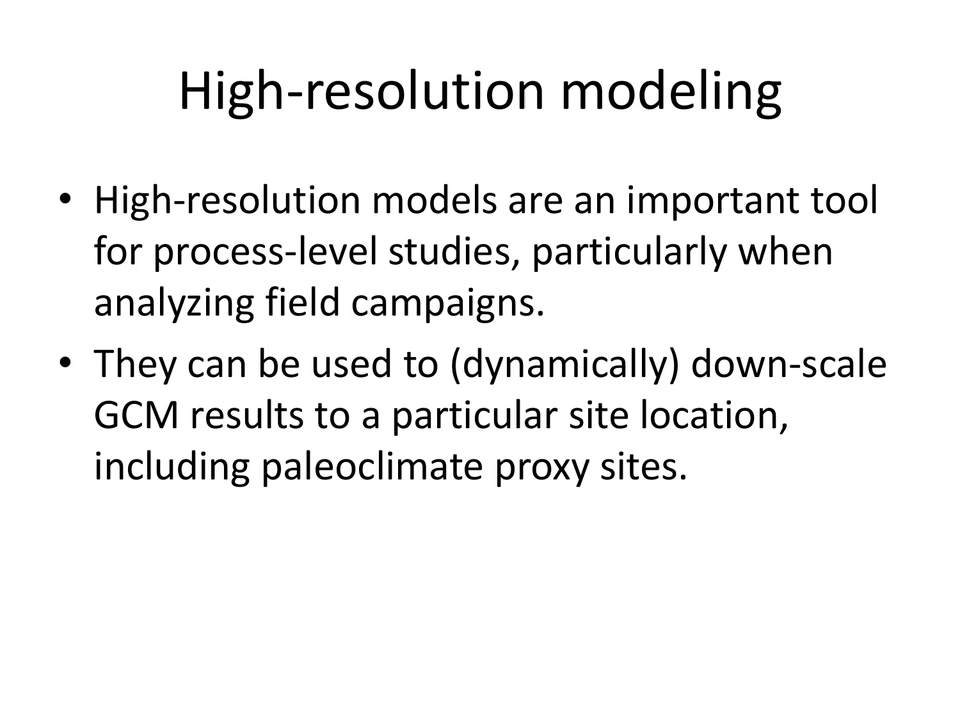 High-resolution modeling
• High-resolution models are an important tool
for process-level studies, particularly when
analyzing field campaigns.
• They can be used to (dynamically) down-scale
GCM results to a particular site location,
including paleoclimate proxy sites.